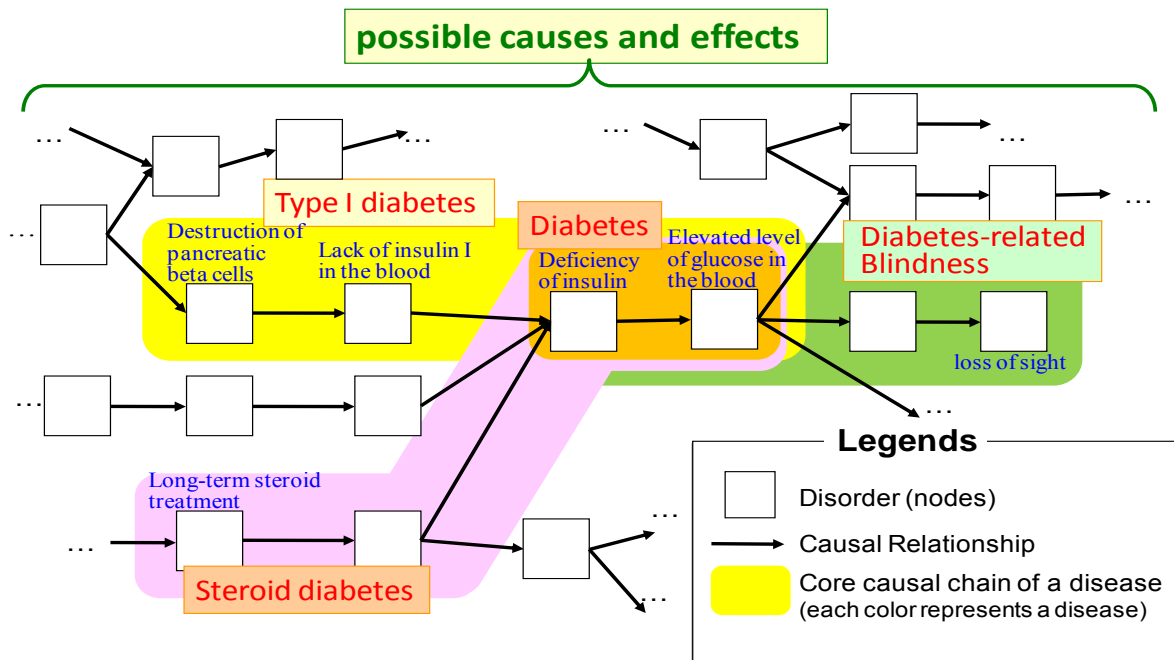 possible causes and effects
...
...
...
...
Type I diabetes
...
...
Destruction of
pancreatic
beta cells
Lack of insulin I
in the blood
Diabetes
Deficiency
of insulin
Elevated level
of glucose in
the blood
Diabetes-related
Blindness
loss of sight
...
...
Long-term steroid
treatment
...
...
...
Steroid diabetes
Legends
Disorder (nodes)
Causal Relationship
Core causal chain of a disease
(each color represents a disease)